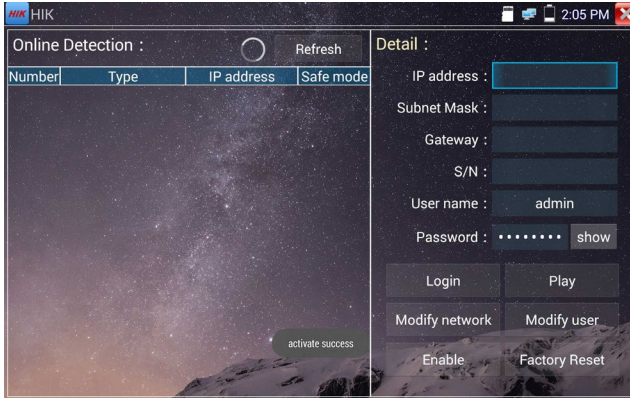 HIK HIK 2:05 PM
Online Detection : Refresh
Number Type IP address Safe mode
activate success
Detail :
IP address :
Subnet Mask :
Gateway :
S/N :
User name : admin
Password : •••••••• show
Login Play
Modify network Modify user
Enable Factory Reset